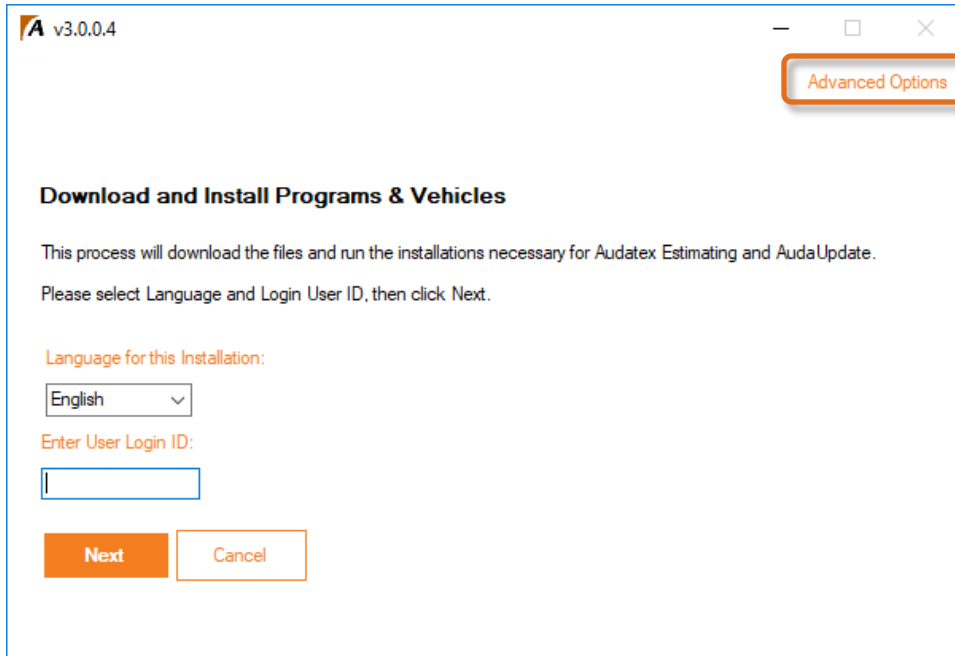 v3.0.0.4
Advanced Options
Download and Install Programs & Vehicles
This process will download the files and run the installations necessary for Audatex Estimating and AudaUpdate.
Please select Language and Login User ID, then click Next.
Language for this Installation:
English
Enter User Login ID:
Next Cancel